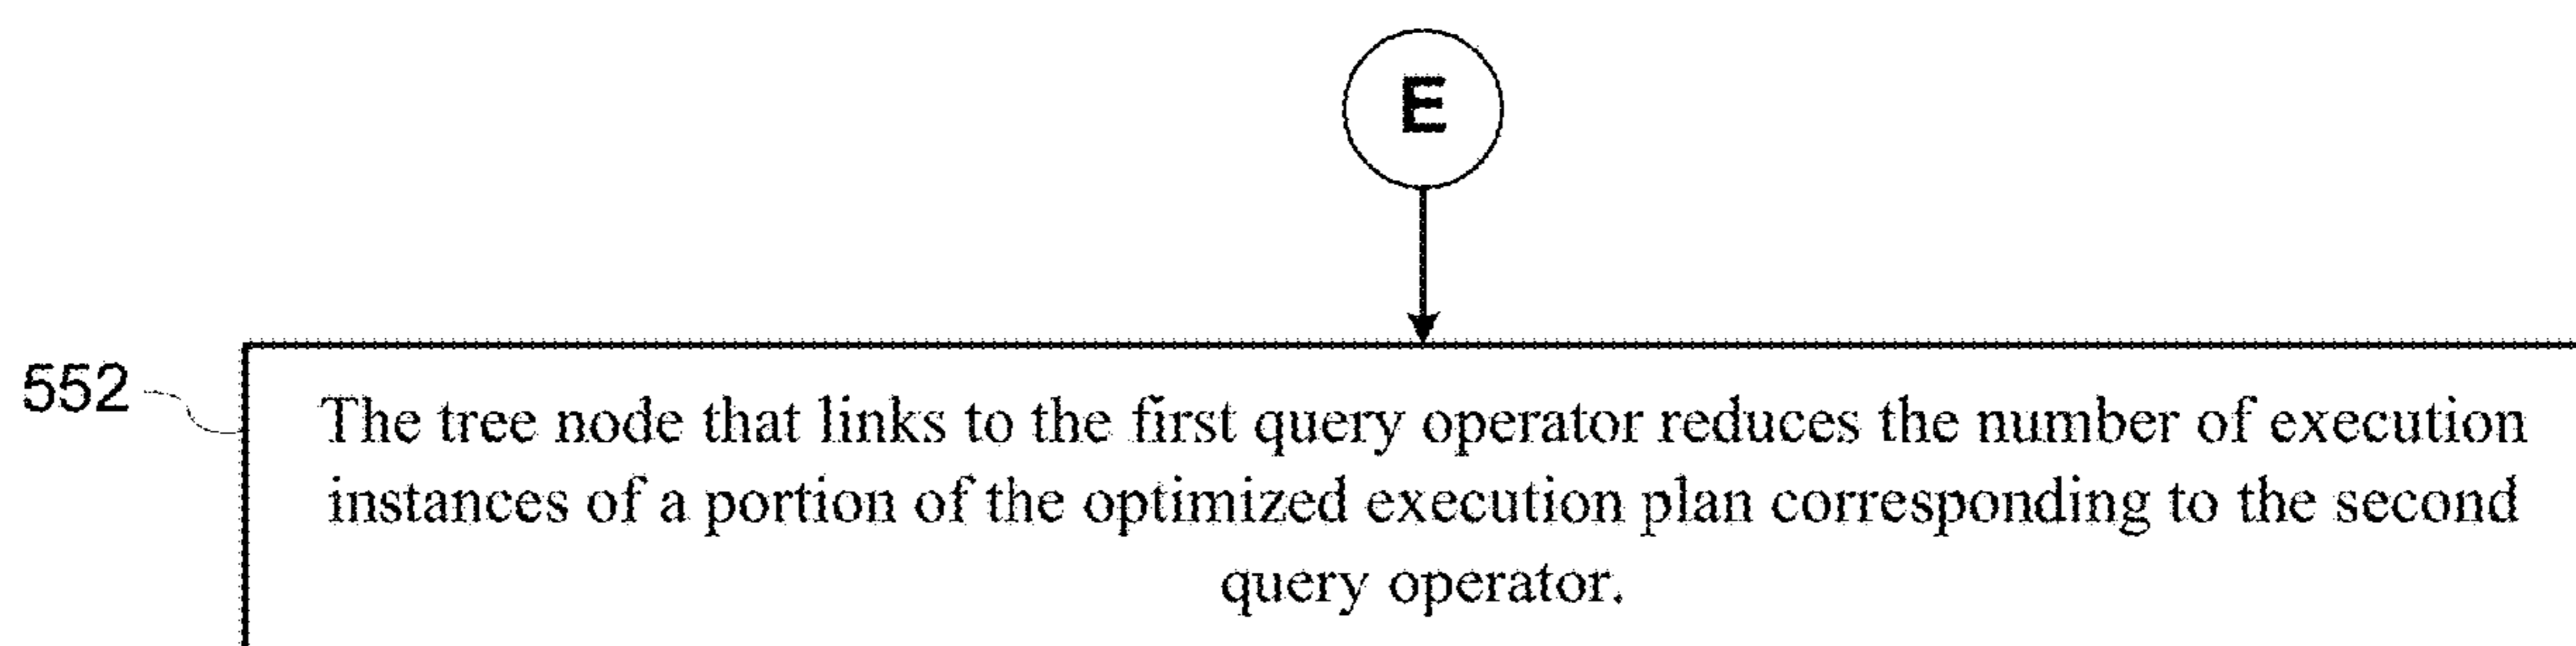 E
552
The tree node that links to the first query operator reduces the number of execution
instances of a portion of the optimized execution plan corresponding to the second
query operator.